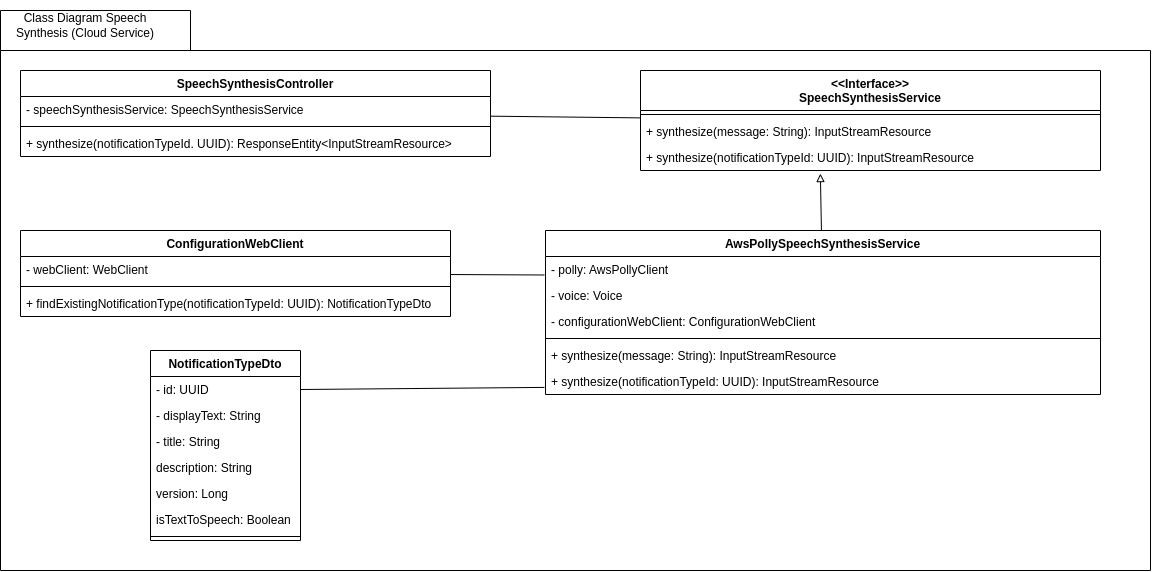 Class Diagram Speech
Synthesis (Cloud Service)
SpeechSynthesisController
- speechSynthesisService: SpeechSynthesisService
+ synthesize(notificationTypeId. UUID): ResponseEntity<InputStreamResource>
<<Interface>>
SpeechSynthesisService
+ synthesize(message: String): InputStreamResource
+ synthesize(notificationTypeId: UUID): InputStreamResource
ConfigurationWebClient
- webClient: WebClient
+ findExistingNotificationType(notificationTypeId: UUID): NotificationTypeDto
AwsPollySpeechSynthesisService
- polly: AwsPollyClient
- voice: Voice
- configurationWebClient: ConfigurationWebClient
+ synthesize(message: String): InputStreamResource
+ synthesize(notificationTypeId: UUID): InputStreamResource
NotificationTypeDto
- id: UUID
- displayText: String
- title: String
description: String
version: Long
isTextToSpeech: Boolean